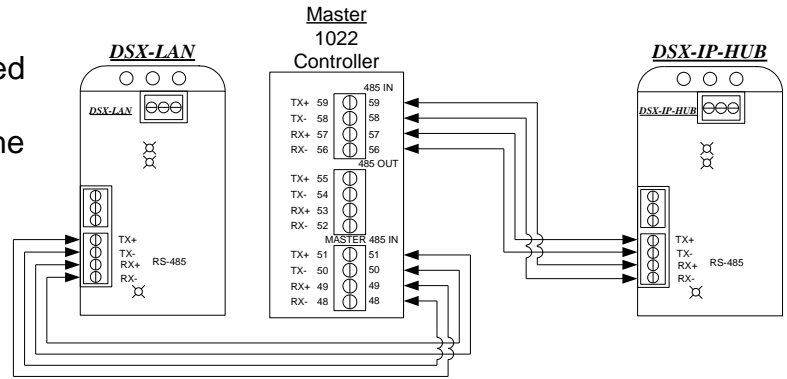 ed
ne
DSX-LAN
DSX-LAN
TX+
TX-
RX+
RX-
RS-485
Master
1022
Controller
485 IN
TX+ 59 59
TX- 58 58
RX+ 57 57
RX- 56 56
485 OUT
TX+ 55
TX- 54
RX+ 53
RX- 52
MASTER 485 IN
TX+ 51 51
TX- 50 50
RX+ 49 49
RX- 48 48
DSX-IP-HUB
DSX-IP-HUB
TX+
TX-
RX+
RX-
RS-485